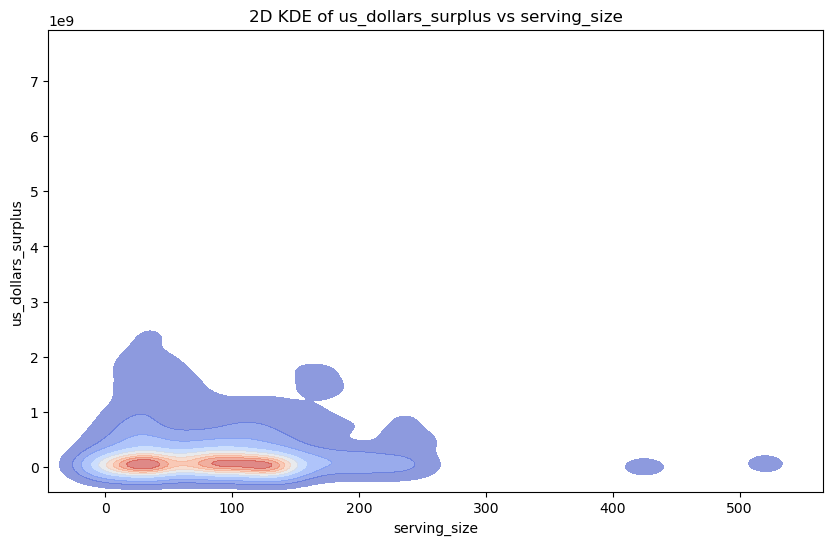 2D KDE of us_dollars_surplus vs serving_size
1e9
7
6
5
4
3
2
1
0
us_dollars_surplus
0 100 200 300 400 500
serving_size